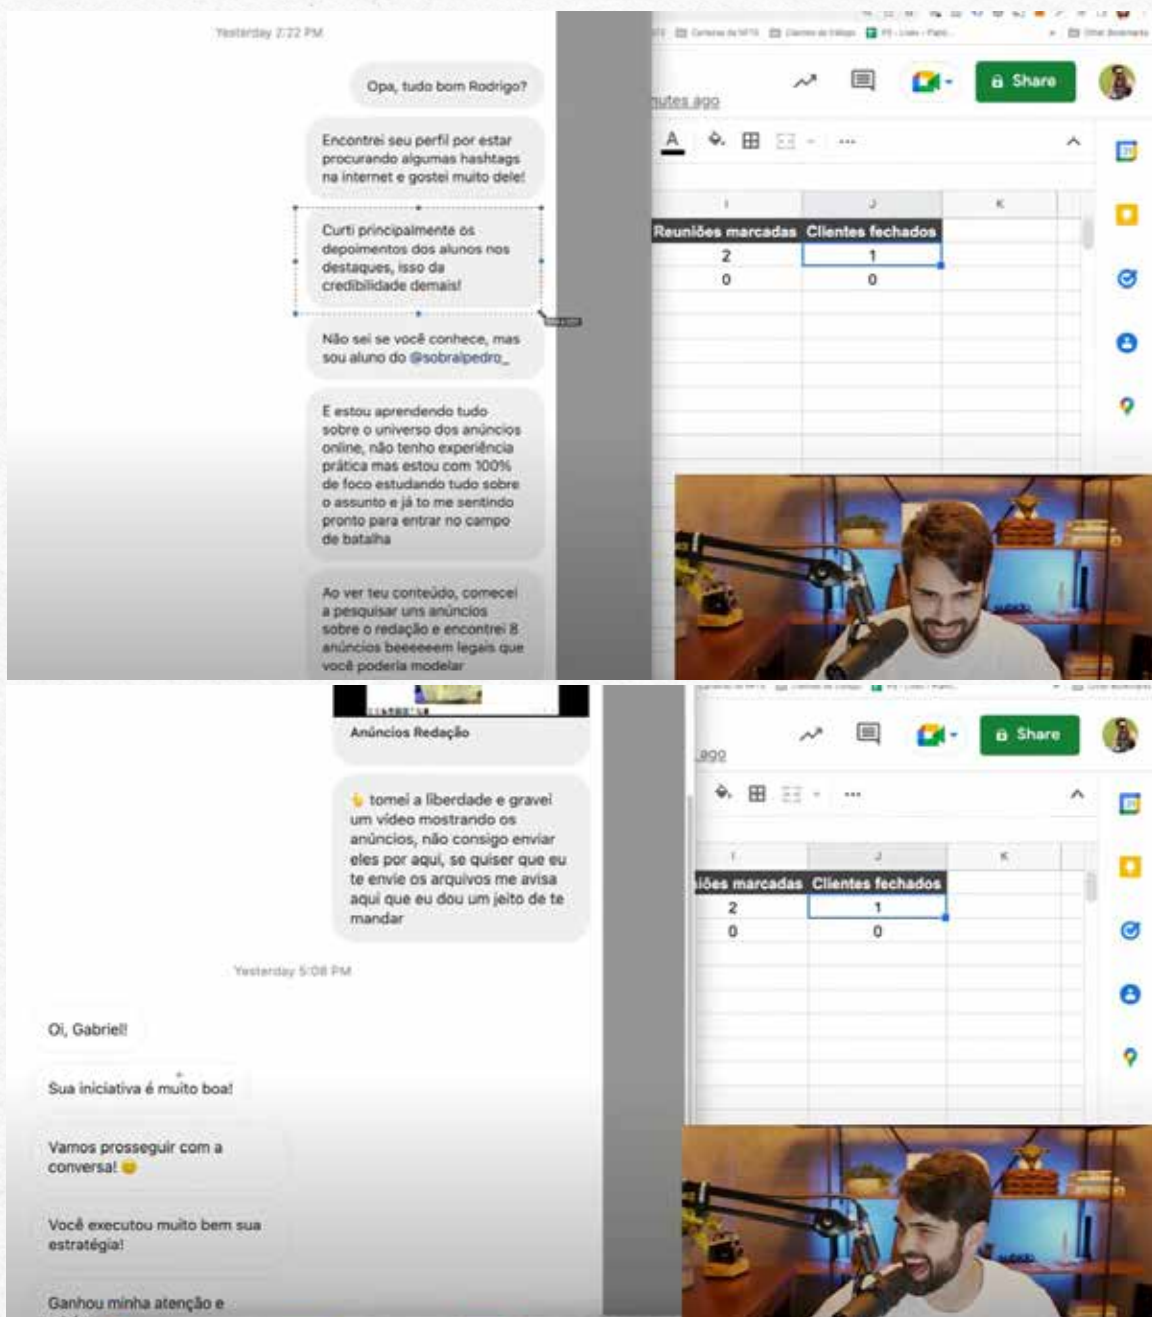 Yesterday 2:22 PM
Opa, tudo bom Rodrigo?
Encontrei seu perfil por estar
procurando algumas hashtags
na internet e gostei muito dele!
Curti principalmente os
depoimentos dos alunos nos
destaques, isso da
credibilidade demais!
Não sei se você conhece, mas
sou aluno do @sobralpedro_
E estou aprendendo tudo
sobre o universo dos anúncios
online, não tenho experiência
prática mas estou com 100%
de foco estudando tudo sobre
o assunto e já to me sentindo
pronto para entrar no campo
de batalha
Ao ver teu conteúdo, comecei
a pesquisar uns anúncios
sobre o redação e encontrei 8
anúncios beeeeeem legais que
você poderia modelar
Other Bookmarks
Share
nutes ago
A
I J K
Reuniões marcadas Clientes fechados
2 1
0 0
Anúncios Redação
tomei a liberdade e gravei
um vídeo mostrando os
anúncios, não consigo enviar
eles por aqui, se quiser que eu
te envie os arquivos me avisa
aqui que eu dou um jeito de te
mandar
Yesterday 5:08 PM
Oi, Gabriel!
Sua iniciativa é muito boa!
Vamos prosseguir com a
conversa!
Você executou muito bem sua
estratégia!
Ganhou minha atenção e
Share
ago
I J K
iões marcadas Clientes fechados
2 1
0 0